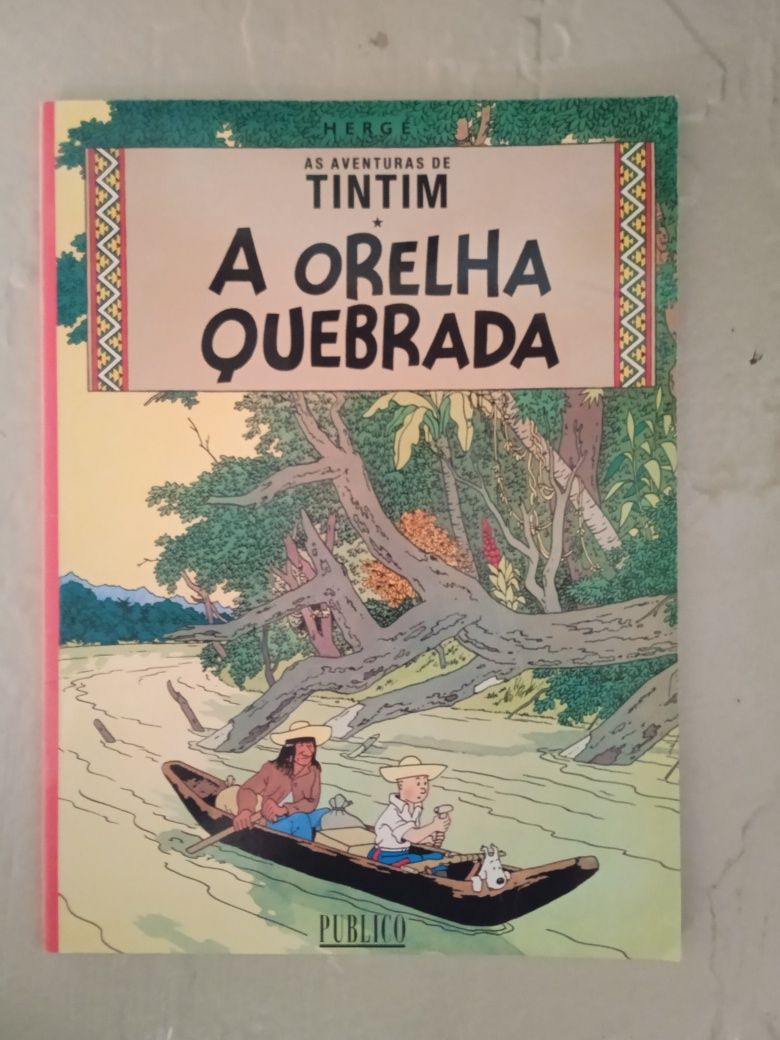 HERGÉ
AS AVENTURAS DE
TINTIM
A ORELHA
QUEBRADA
PUBLICO